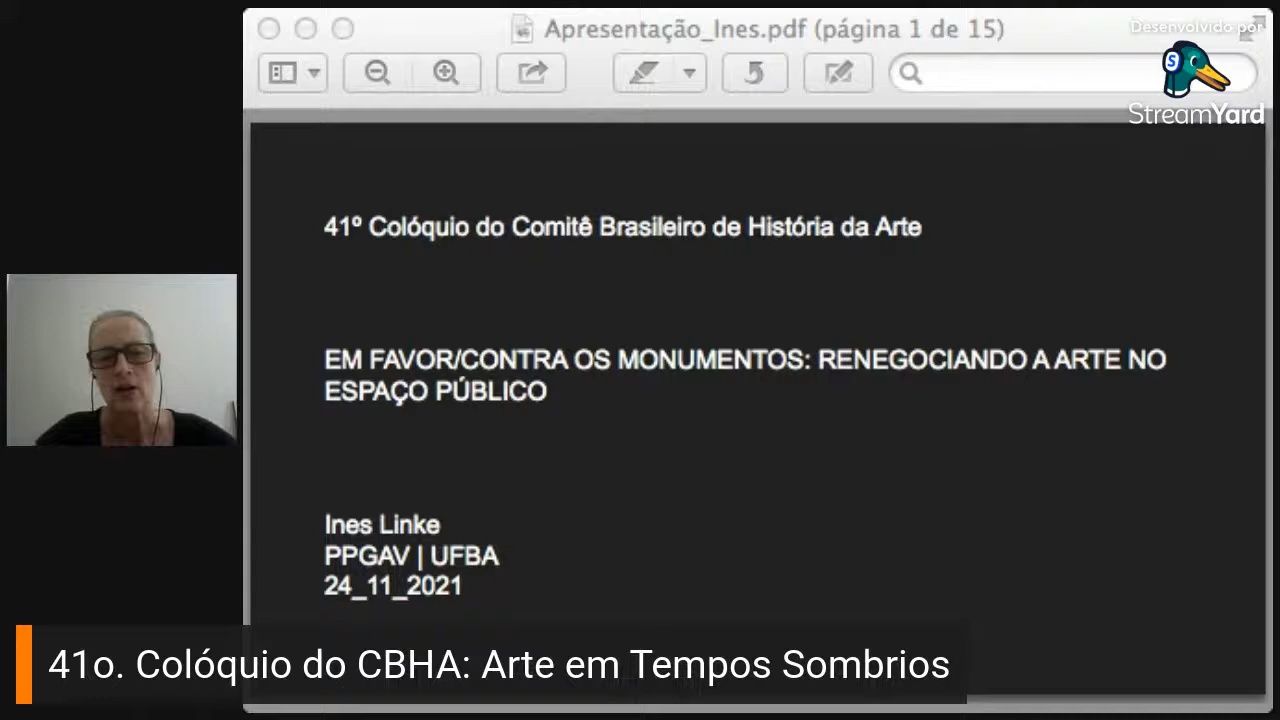 Apresentação_Ines.pdf (página 1 de 15)
Desenvolvido por
StreamYard
41º Colóquio do Comitê Brasileiro de História da Arte
EM FAVOR/CONTRA OS MONUMENTOS: RENEGOCIANDO A ARTE NO
ESPAÇO PÚBLICO
Ines Linke
PPGAV | UFBA
24_11_2021
41o. Colóquio do CBHA: Arte em Tempos Sombrios